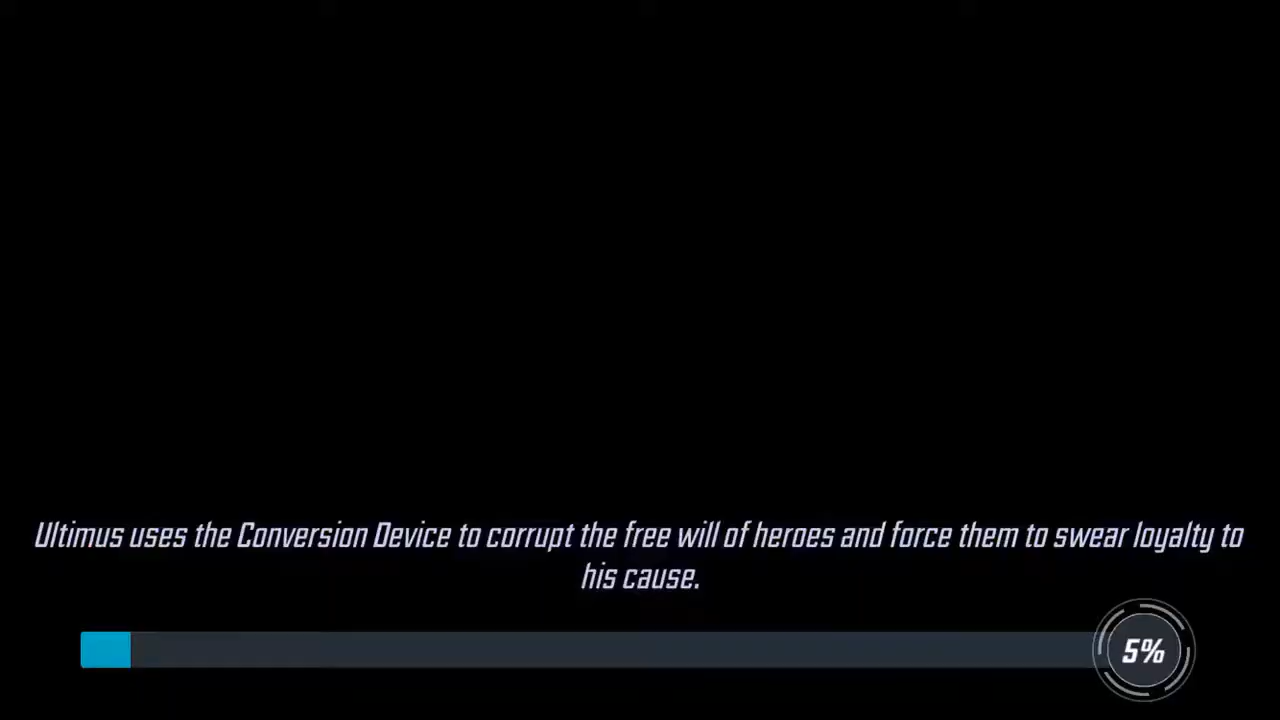 Ultimus uses the Conversion Device to corrupt the free will of heroes and force them to swear loyalty to
his cause.
5%